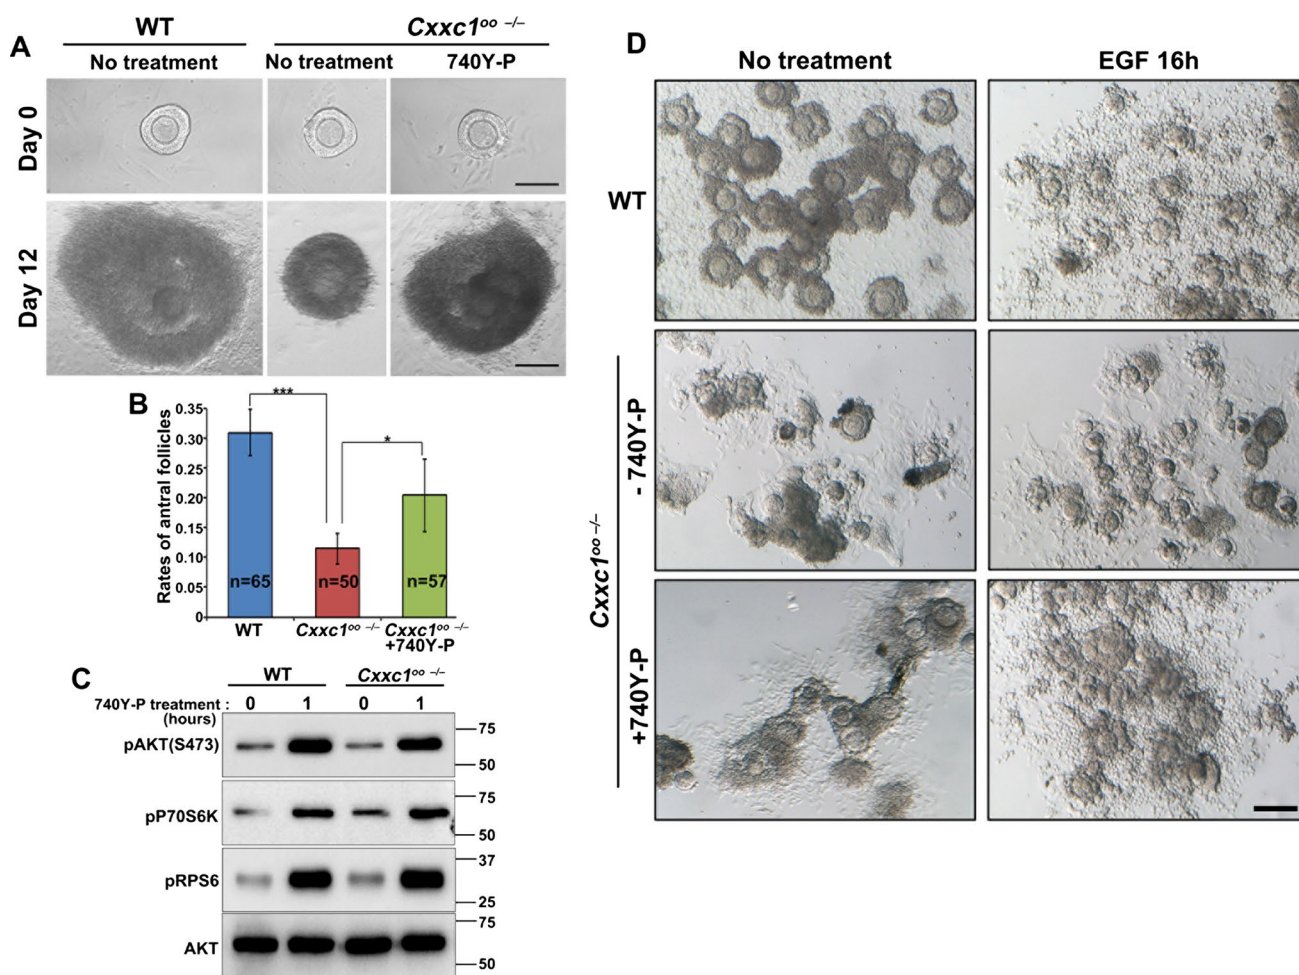 A
WT
Cxxc1oo –/–
No treatment
No treatment
740Y-P
Day 0
Day 12
B
***
*
Rates of antral follicles
0.35
0.30
0.25
0.20
0.15
0.10
0.05
0
n=65
n=50
n=57
WT
Cxxc1oo –/–
Cxxc1oo –/–
+740Y-P
C
WT
Cxxc1oo –/–
740Y-P treatment :
(hours)
0
1
0
1
pAKT(S473)
75
50
pP70S6K
75
50
pRPS6
37
25
AKT
75
50
D
No treatment
EGF 16h
WT
Cxxc1oo –/–
- 740Y-P
+740Y-P